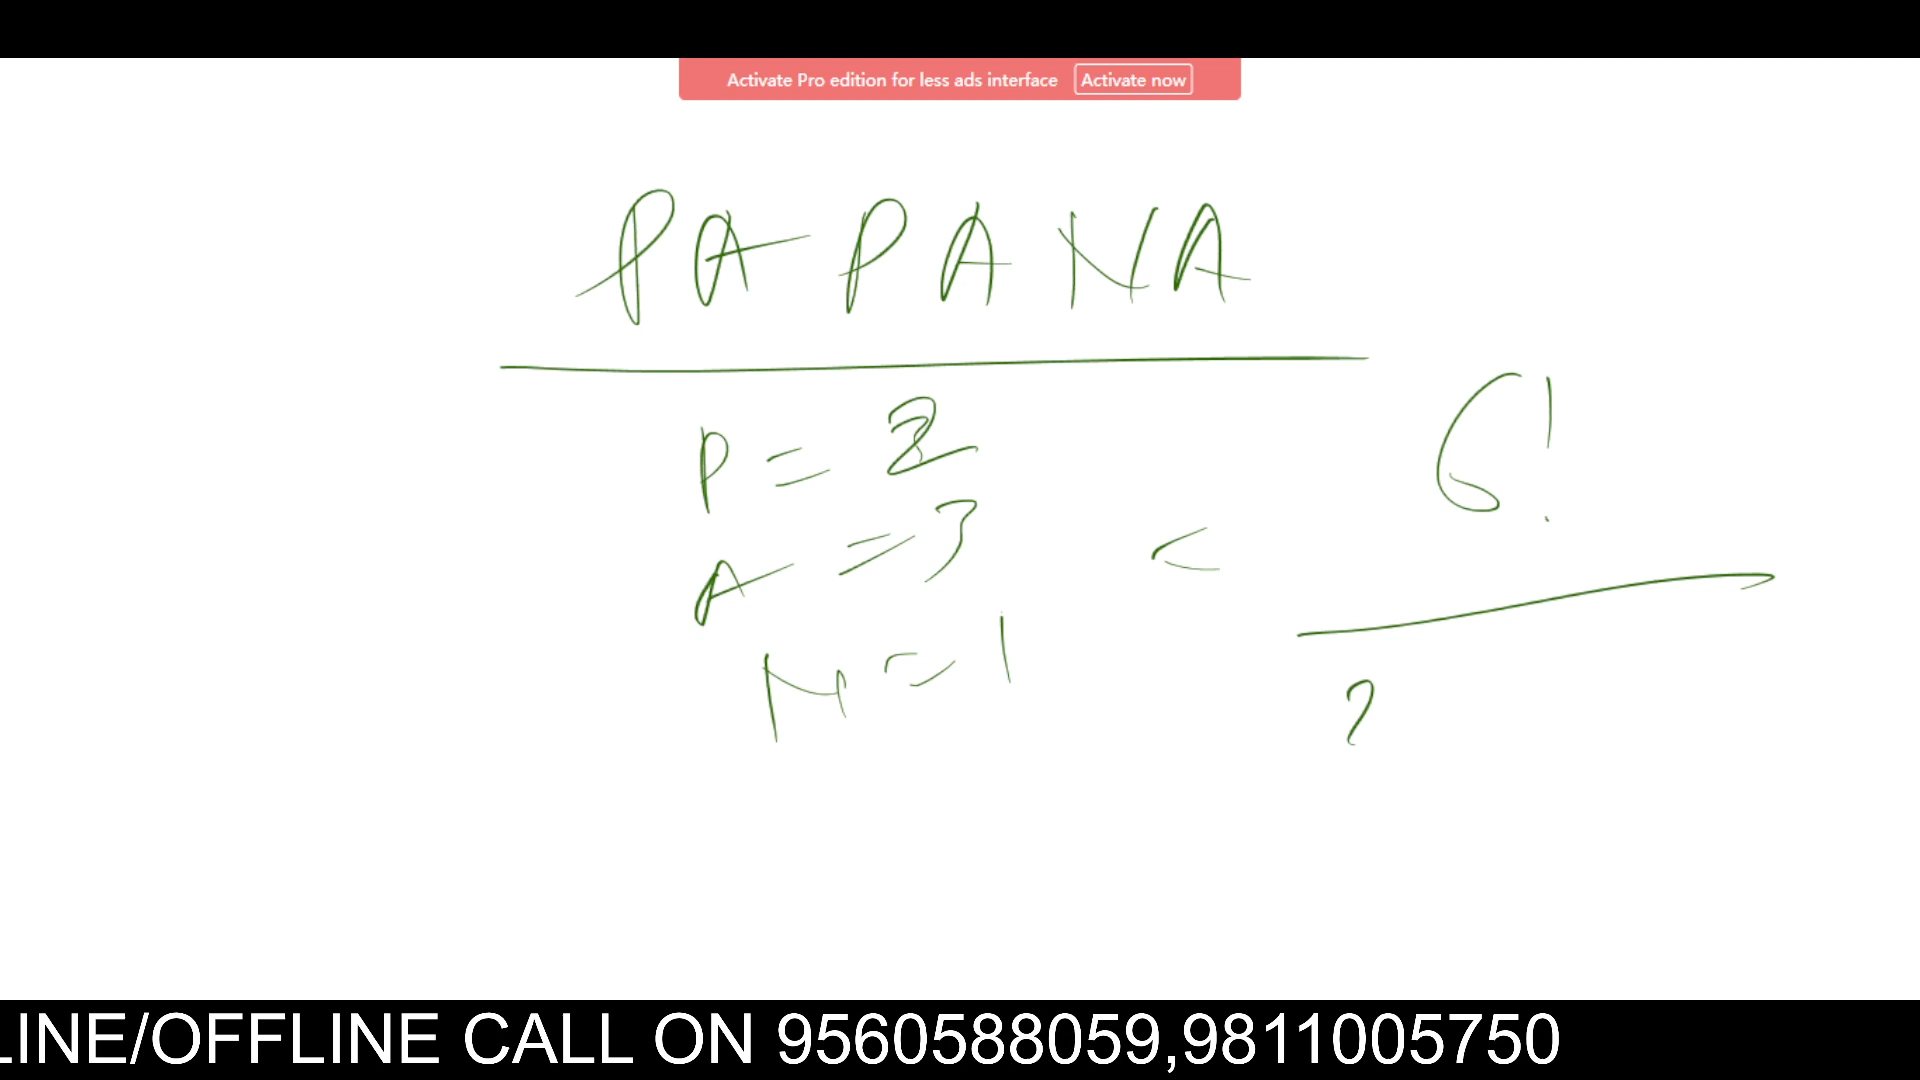 Activate Pro edition for less ads interface Activate now
PAPANA
P = 2
A = 3
N = 1
<
6!
2
LINE/OFFLINE CALL ON 9560588059,9811005750